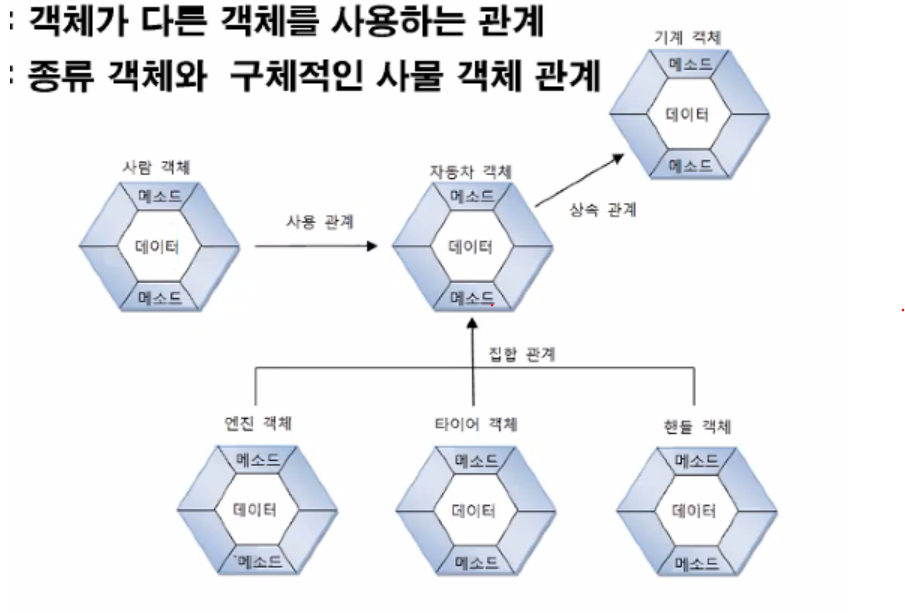 : 객체가 다른 객체를 사용하는 관계
: 종류 객체와 구체적인 사물 객체 관계
기계 객체
메소드
데이터
메소드
사람 객체
메소드
데이터
메소드
사용 관계
자동차 객체
메소드
데이터
메소드
상속 관계
집합 관계
엔진 객체
메소드
데이터
메소드
타이어 객체
메소드
데이터
메소드
핸들 객체
메소드
데이터
메소드